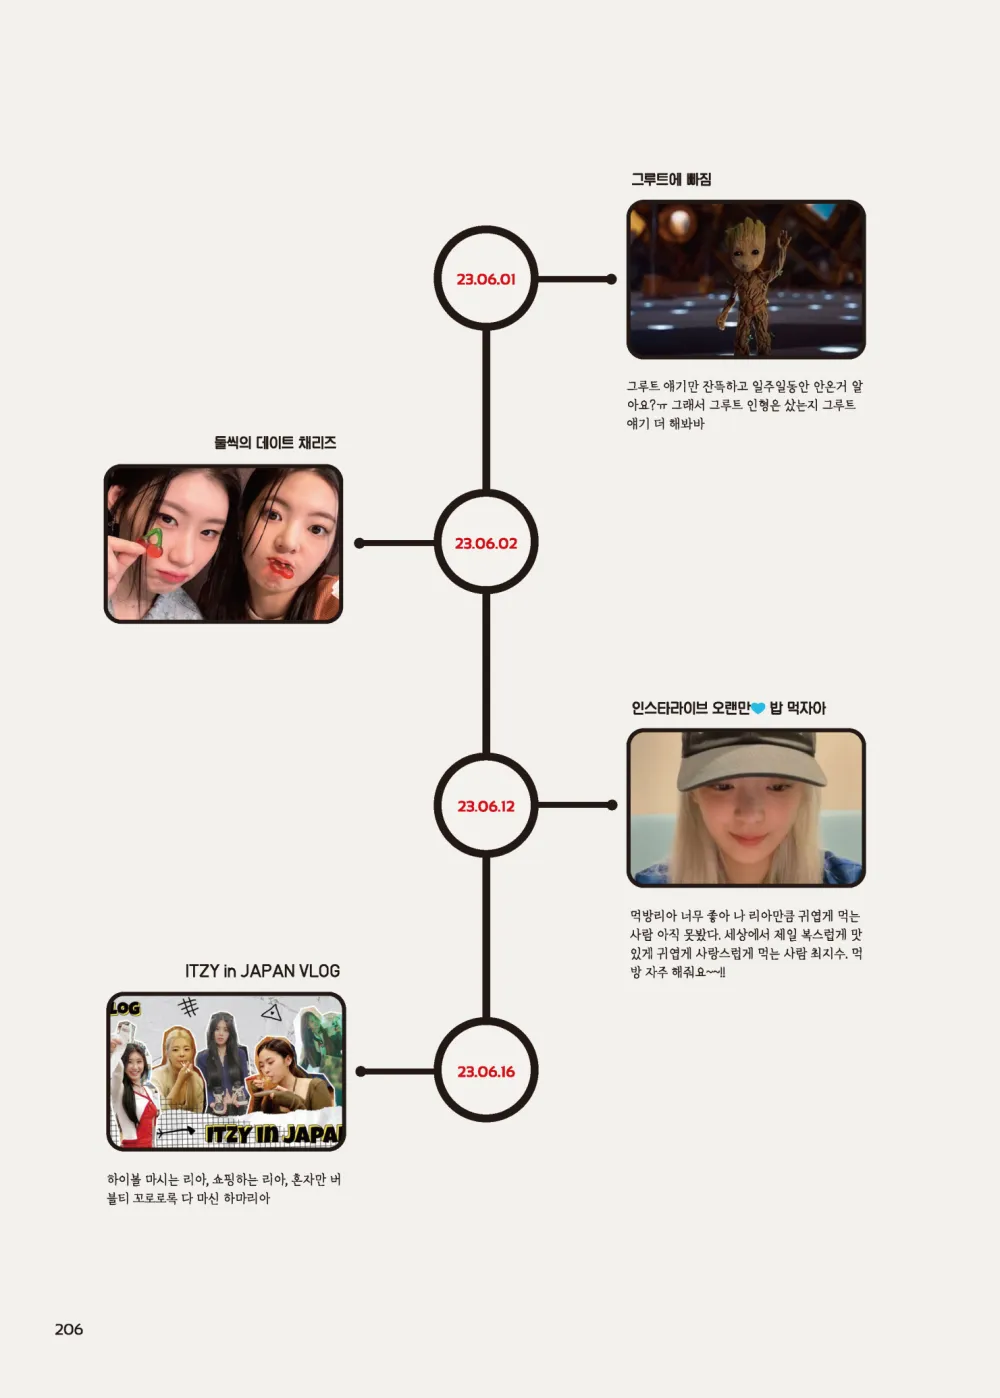 그루트에 빠짐
23.06.01
그루트 얘기만 잔뜩하고 일주일동안 안온거 알
아요?ㅠ 그래서 그루트 인형은 샀는지 그루트
얘기 더 해봐바
둘씩의 데이트 채리즈
23.06.02
인스타라이브 오랜만🩵 밥 먹자아
23.06.12
먹방리아 너무 좋아 나 리아만큼 귀엽게 먹는
사람 아직 못봤다. 세상에서 제일 복스럽게 맛
있게 귀엽게 사랑스럽게 먹는 사람 최지수. 먹
방 자주 해줘요~~!!
ITZY in JAPAN VLOG
LOG
ITZY in JAPA
23.06.16
하이볼 마시는 리아, 쇼핑하는 리아, 혼자만 버
블티 꼬로로록 다 마신 하마리아
206